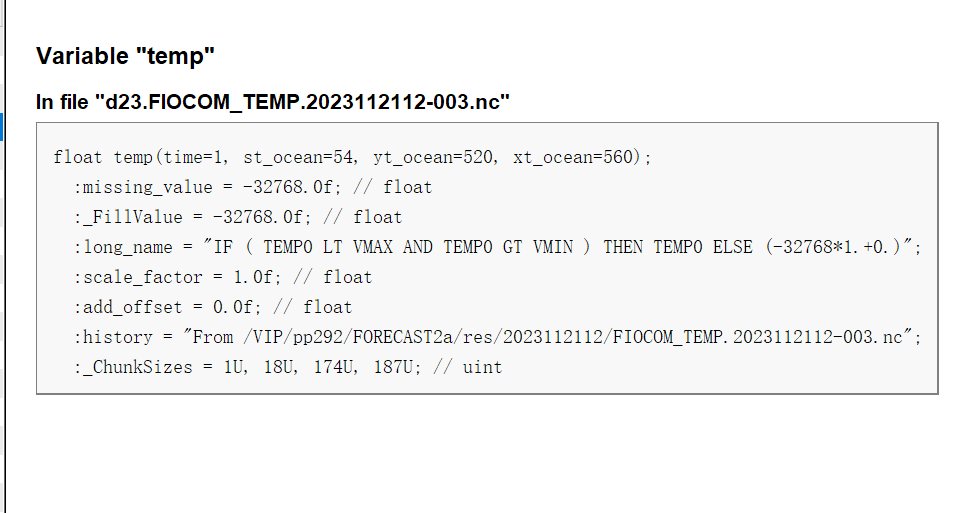 Variable "temp"
In file "d23.FIOCOM_TEMP.2023112112-003.nc"
float temp(time=1, st_ocean=54, yt_ocean=520, xt_ocean=560);
:missing_value = -32768.0f; // float
:_FillValue = -32768.0f; // float
:long_name = "IF ( TEMP0 LT VMAX AND TEMP0 GT VMIN ) THEN TEMP0 ELSE (-32768*1.+0.)";
:scale_factor = 1.0f; // float
:add_offset = 0.0f; // float
:history = "From /VIP/pp292/FORECAST2a/res/2023112112/FIOCOM_TEMP.2023112112-003.nc";
:_ChunkSizes = 1U, 18U, 174U, 187U; // uint